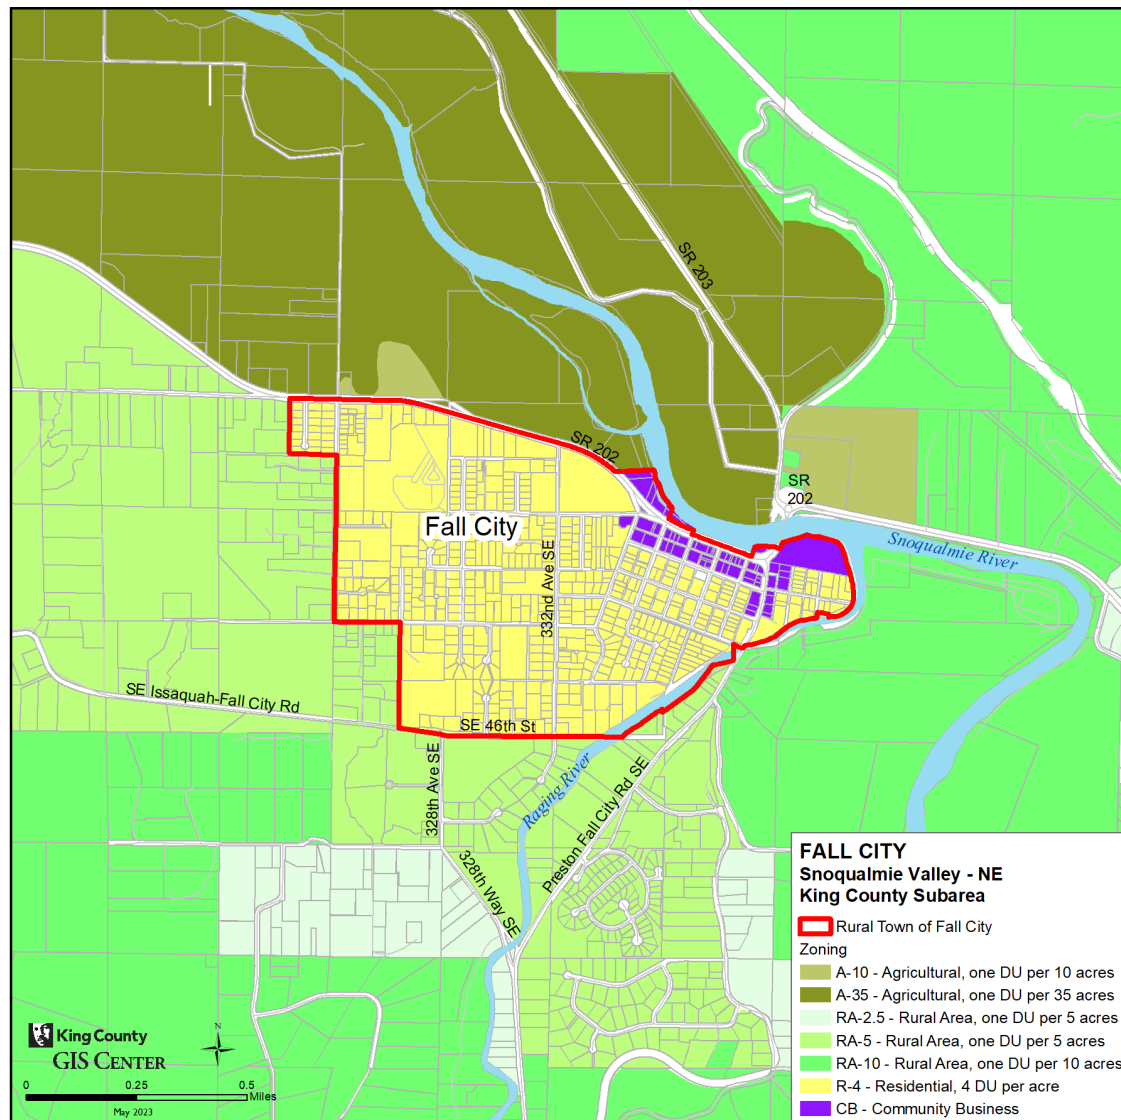 SR 203
SR 202
SR
202
Fall City
332nd Ave SE
Snoqualmie River
SE Issaquah-Fall City Rd
SE 46th St
328th Ave SE
Raging River
Preston Fall City Rd SE
328th Way SE
FALL CITY
Snoqualmie Valley - NE
King County Subarea
Rural Town of Fall City
Zoning
A-10 - Agricultural, one DU per 10 acres
A-35 - Agricultural, one DU per 35 acres
RA-2.5 - Rural Area, one DU per 5 acres
RA-5 - Rural Area, one DU per 5 acres
RA-10 - Rural Area, one DU per 10 acres
R-4 - Residential, 4 DU per acre
CB - Community Business
King County
GIS CENTER
N
0 0.25 0.5
Miles
May 2023